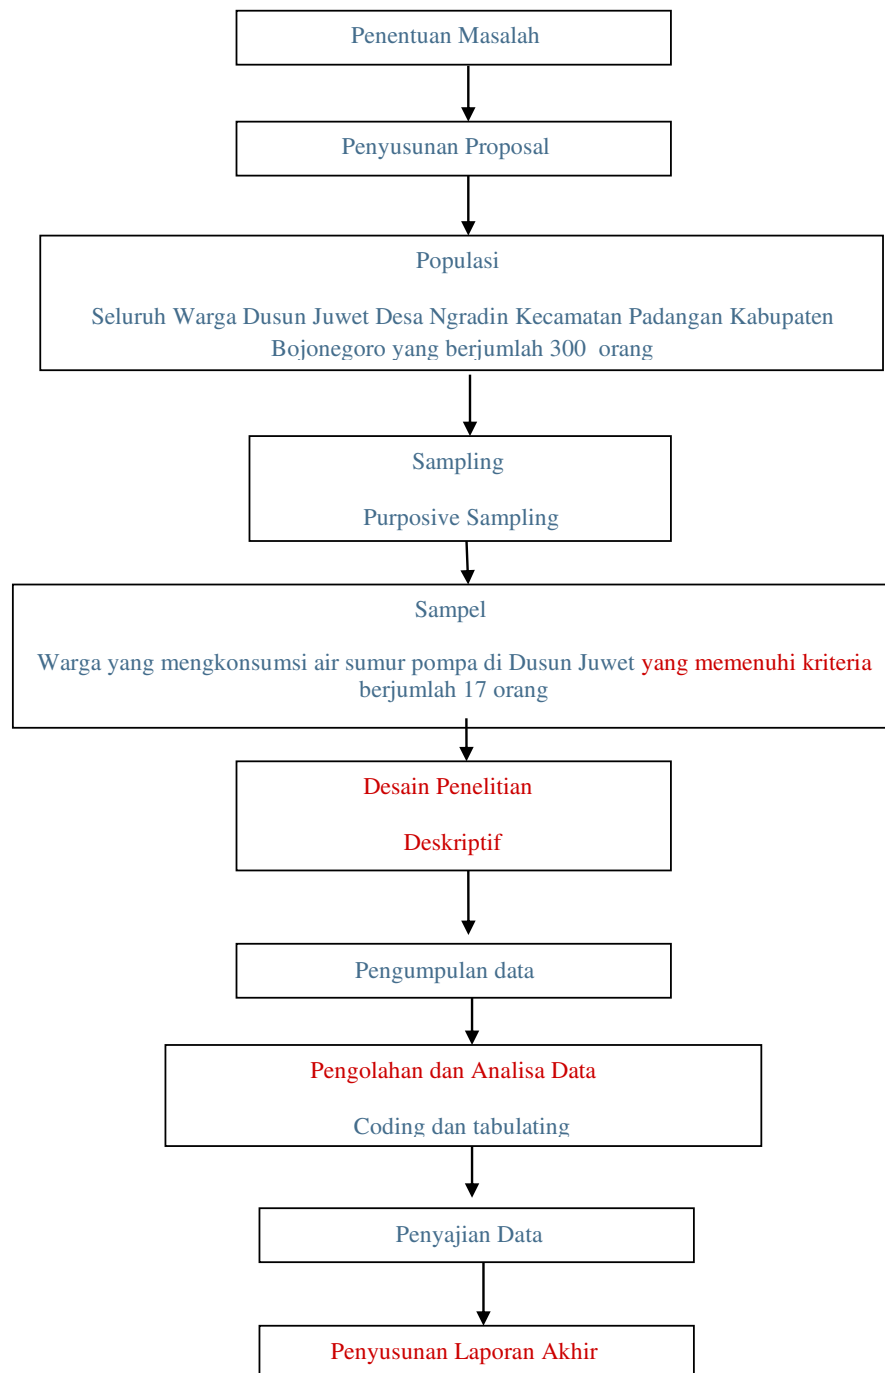 Penentuan Masalah
Penyusunan Proposal
Populasi
Seluruh Warga Dusun Juwet Desa Ngradin Kecamatan Padangan Kabupaten
Bojonegoro yang berjumlah 300 orang
Sampling
Purposive Sampling
Sampel
Warga yang mengkonsumsi air sumur pompa di Dusun Juwet yang memenuhi kriteria
berjumlah 17 orang
Desain Penelitian
Deskriptif
Pengumpulan data
Pengolahan dan Analisa Data
Coding dan tabulating
Penyajian Data
Penyusunan Laporan Akhir